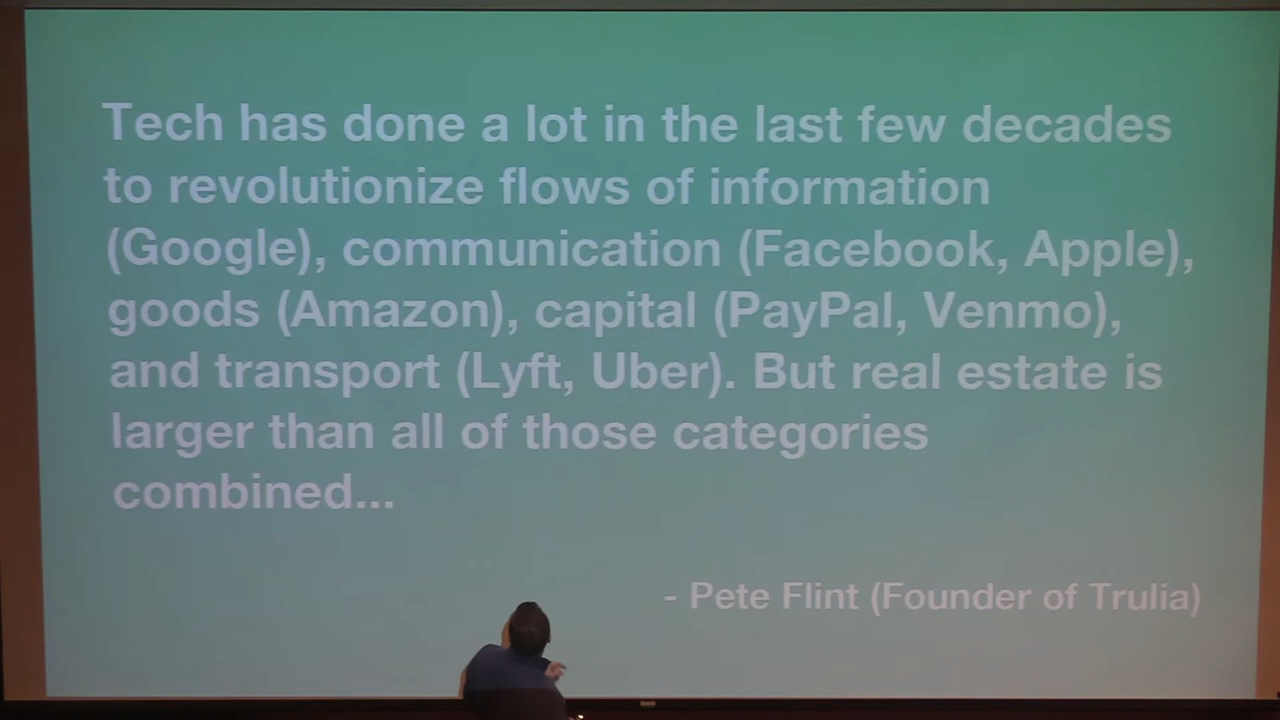 Tech has done a lot in the last few decades
to revolutionize flows of information
(Google), communication (Facebook, Apple),
goods (Amazon), capital (PayPal, Venmo),
and transport (Lyft, Uber). But real estate is
larger than all of those categories
combined...
- Pete Flint (Founder of Trulia)